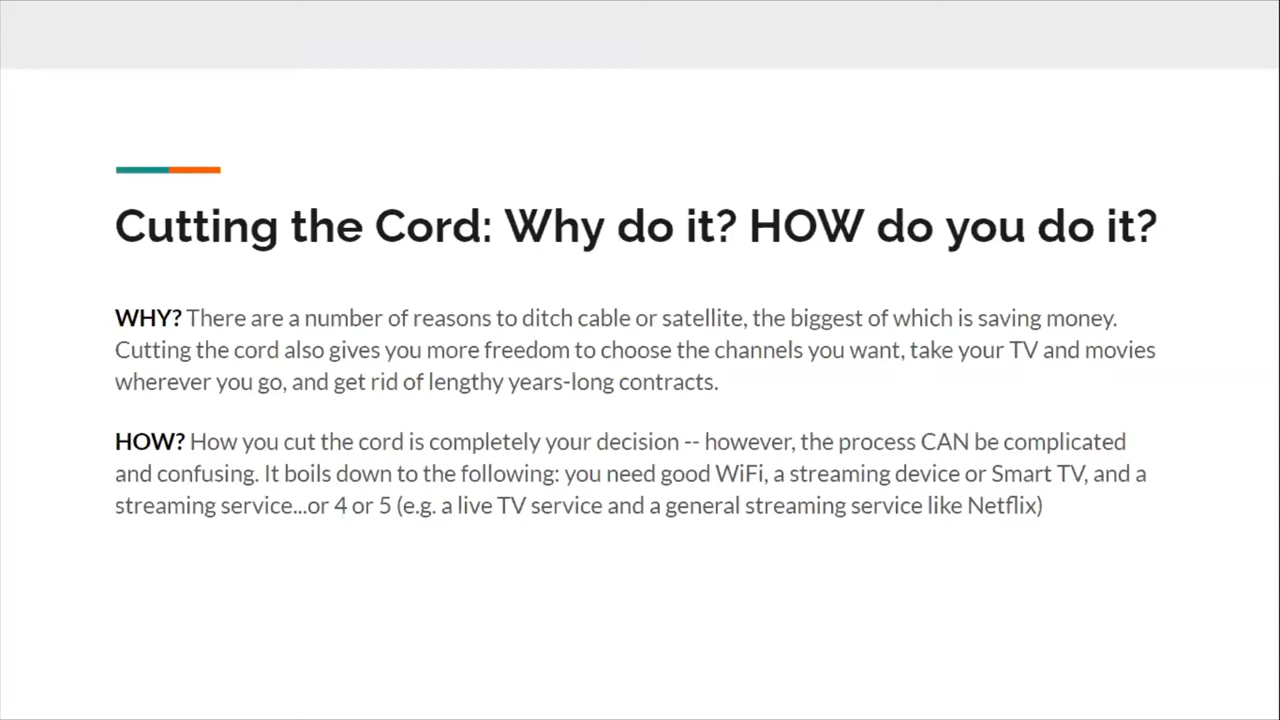 Cutting the Cord: Why do it? HOW do you do it?
WHY? There are a number of reasons to ditch cable or satellite, the biggest of which is saving money.
Cutting the cord also gives you more freedom to choose the channels you want, take your TV and movies
wherever you go, and get rid of lengthy years-long contracts.
HOW? How you cut the cord is completely your decision -- however, the process CAN be complicated
and confusing. It boils down to the following: you need good WiFi, a streaming device or Smart TV, and a
streaming service...or 4 or 5 (e.g. a live TV service and a general streaming service like Netflix)